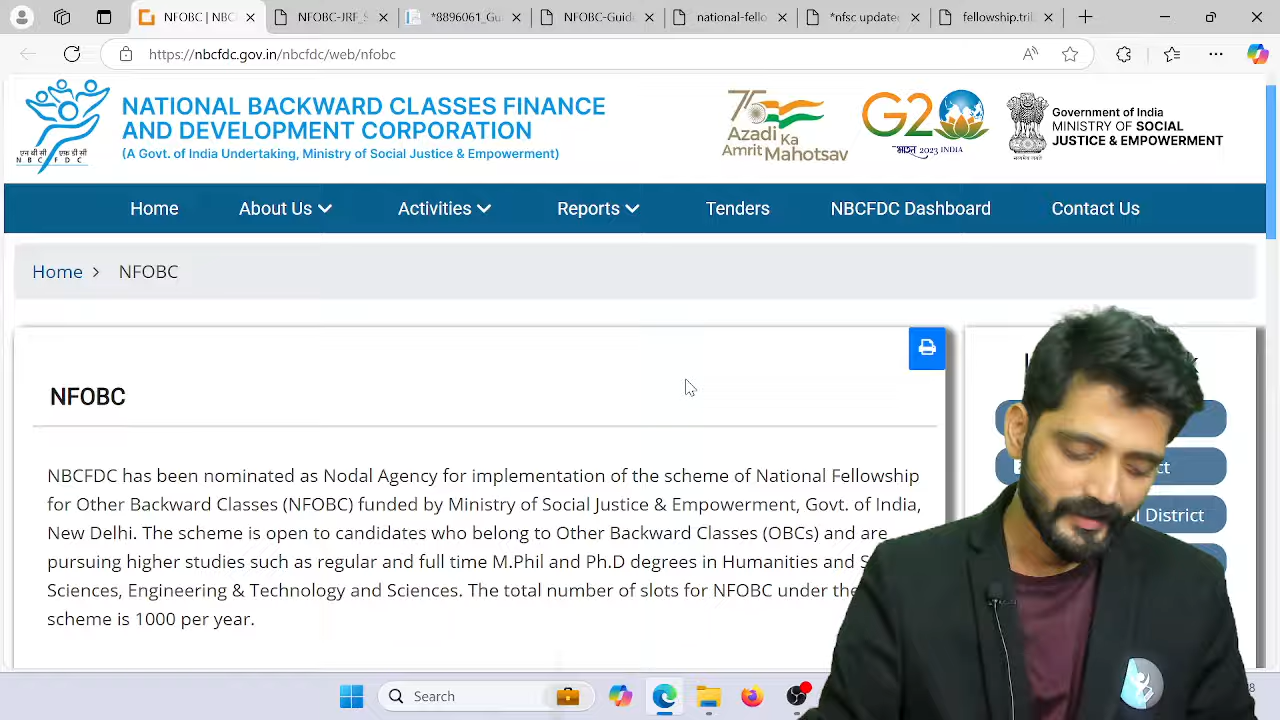 NFOBC | NBC
NFOBC-JRF_S
*8896061_Gu
NBCFDC-Guid
national-fello
*nmc update
fellowship.tri
https://nbcfdc.gov.in/nbcfdc/web/nfobc
NATIONAL BACKWARD CLASSES FINANCE
AND DEVELOPMENT CORPORATION
(A Govt. of India Undertaking, Ministry of Social Justice & Empowerment)
एन बी सी एफ डी सी
N B C F D C
75
Azadi Ka
Amrit Mahotsav
G20
भारत 2023 INDIA
Government of India
MINISTRY OF SOCIAL
JUSTICE & EMPOWERMENT
Home
About Us
Activities
Reports
Tenders
NBCFDC Dashboard
Contact Us
Home > NFOBC
NFOBC
NBCFDC has been nominated as Nodal Agency for implementation of the scheme of National Fellowship
for Other Backward Classes (NFOBC) funded by Ministry of Social Justice & Empowerment, Govt. of India,
New Delhi. The scheme is open to candidates who belong to Other Backward Classes (OBCs) and are
pursuing higher studies such as regular and full time M.Phil and Ph.D degrees in Humanities and S
Sciences, Engineering & Technology and Sciences. The total number of slots for NFOBC under the
scheme is 1000 per year.
District
Search